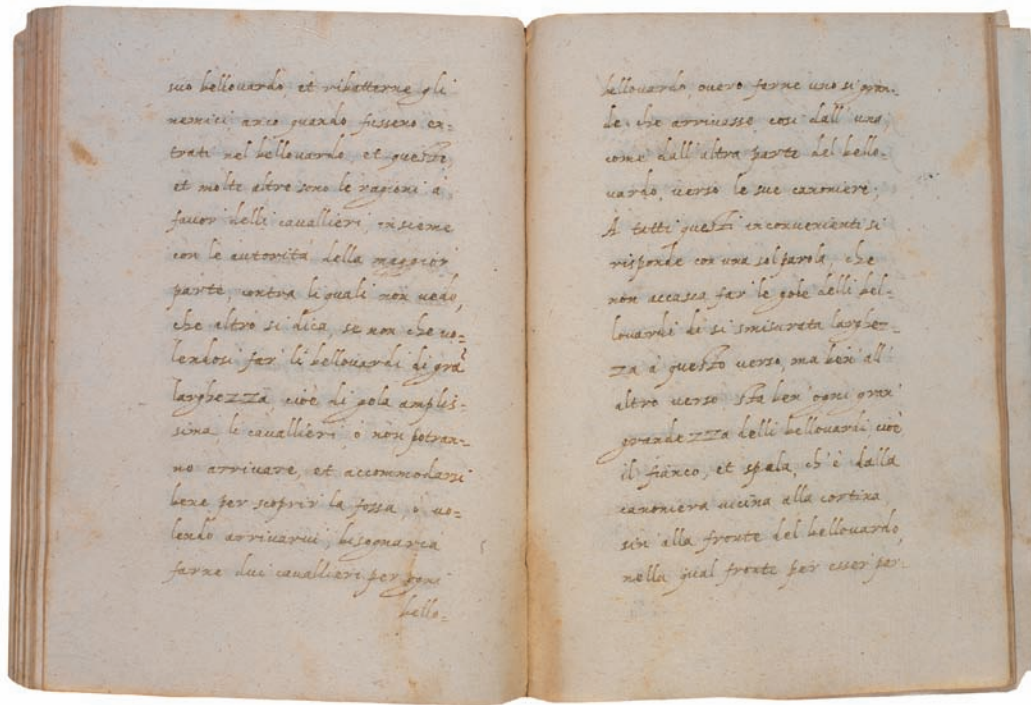 suo bellouardo, et ribatterne gli
nemici, anco quando fusseno en=
trati nel bellouardo, et queste,
et molte altre sono le ragioni á
fauor delli cauallieri, insieme
con le autoritá della maggior
parte, contra li quali non uedo,
che altro si dica, se non che uo=
lendosi far li bellouardi di grã
larghezza, cioè di gola amplis=
sima, li cauallieri, ò non potran=
no arriuare, et accommodarsi
bene per scoprir la fossa, ò uo=
lendo arriuarui, bisognarea
farne dui cauallieri per ogni
bello=
bellouardo, ouero farne uno si gran=
de, che arriuasse cosi dall' una,
come dall' altra parte del bello=
uardo, uerso le sue canoniere;
Á tutti questi inconuenienti si
risponde con una sol parola, che
non accasca far le gole delli bel=
louardi di si smisurata larghez=
za á questo uerso, ma ben' all'
altro uerso sta ben' ogni gran'
grandezza delli bellouardi, cioè
il fianco, et spala, ch' è dalla
canoniera uicina alla cortina
sin' alla fronte del bellouardo,
nella qual fronte per esser per=